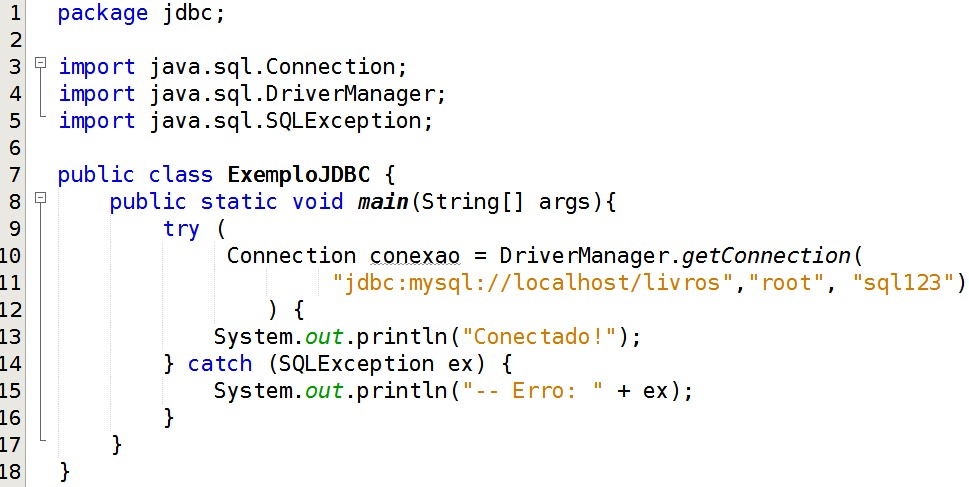 1 package jdbc;
2
3 import java.sql.Connection;
4 import java.sql.DriverManager;
5 import java.sql.SQLException;
6
7 public class ExemploJDBC {
8 public static void main(String[] args){
9 try (
10 Connection conexao = DriverManager.getConnection(
11 "jdbc:mysql://localhost/livros","root", "sql123")
12 ) {
13 System.out.println("Conectado!");
14 } catch (SQLException ex) {
15 System.out.println("-- Erro: " + ex);
16 }
17 }
18 }